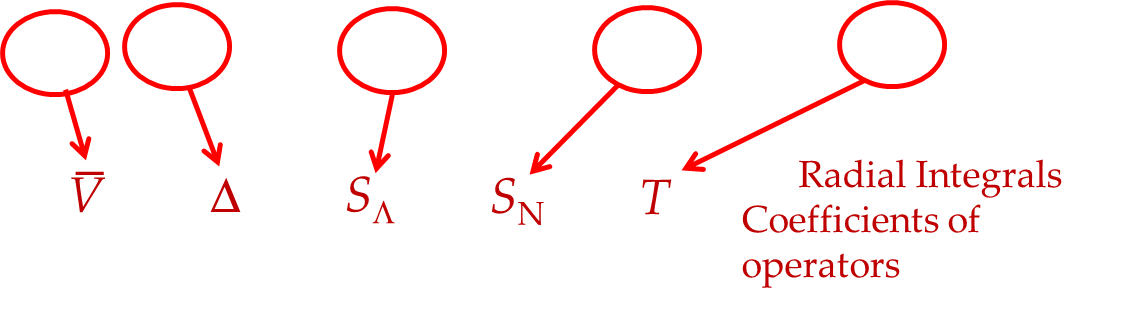 V̅ Δ S_Λ S_N T Radial Integrals
Coefficients of
operators